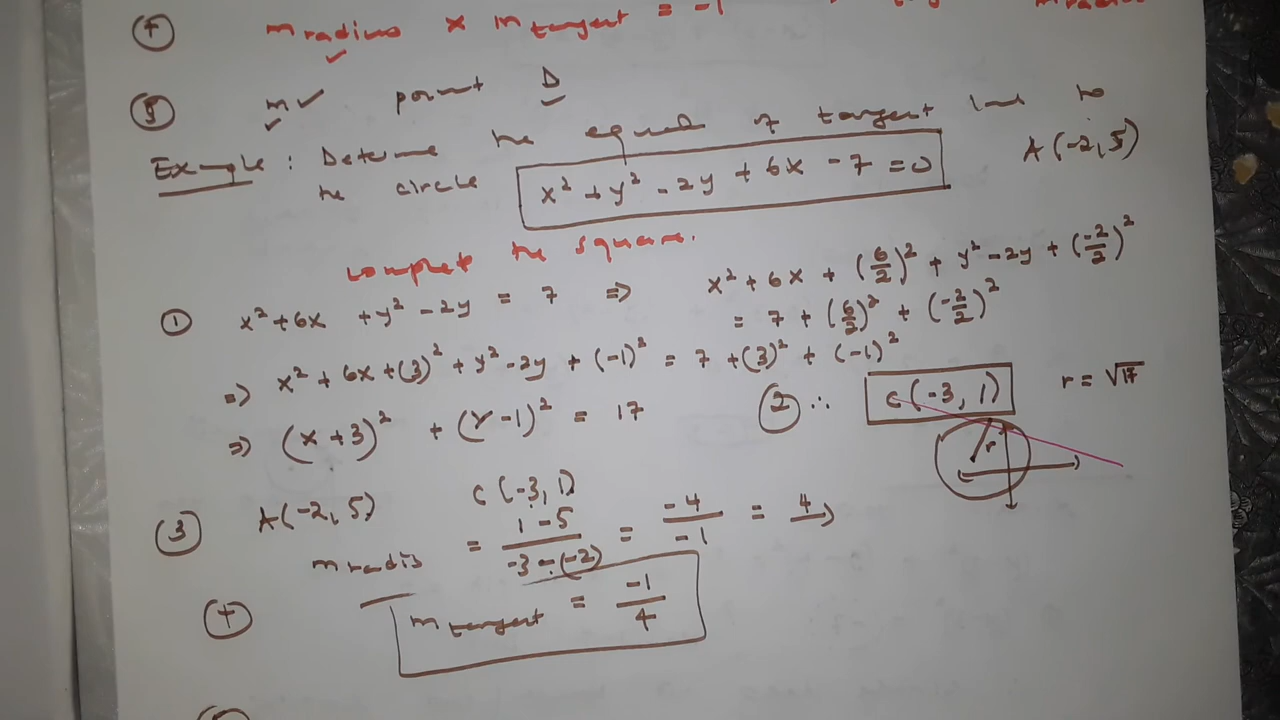 ④ m radius × m tangent = -1 m radius
⑤ m ✓ point D
Example : Determine the equat of tangent line to
the circle x² + y² - 2y + 6x - 7 = 0 A(-2, 5)
complete the square.
① x² + 6x + y² - 2y = 7 ⇒ x² + 6x + (6/2)² + y² - 2y + (-2/2)²
= 7 + (6/2)² + (-2/2)²
⇒ x² + 6x + (3)² + y² - 2y + (-1)² = 7 + (3)² + (-1)²
⇒ (x + 3)² + (y - 1)² = 17 ② ∴ C(-3, 1) r = √17
r
③ A(-2, 5) C(-3, 1)
m radis = 1 - 5 / -3 - (-2) = -4 / -1 = 4
④ m tangent = -1 / 4